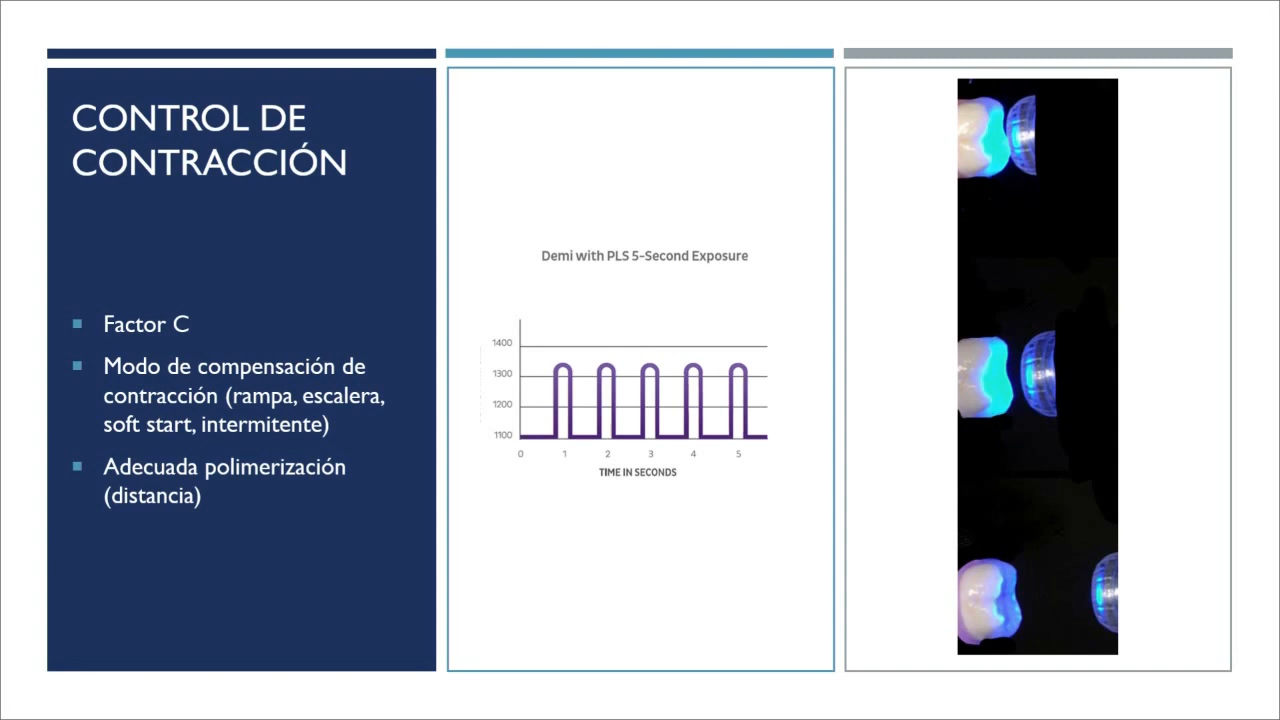 CONTROL DE
CONTRACCIÓN
Factor C
Modo de compensación de
contracción (rampa, escalera,
soft start, intermitente)
Adecuada polimerización
(distancia)
Demi with PLS 5-Second Exposure
1400
1300
1200
1100
0 1 2 3 4 5
TIME IN SECONDS